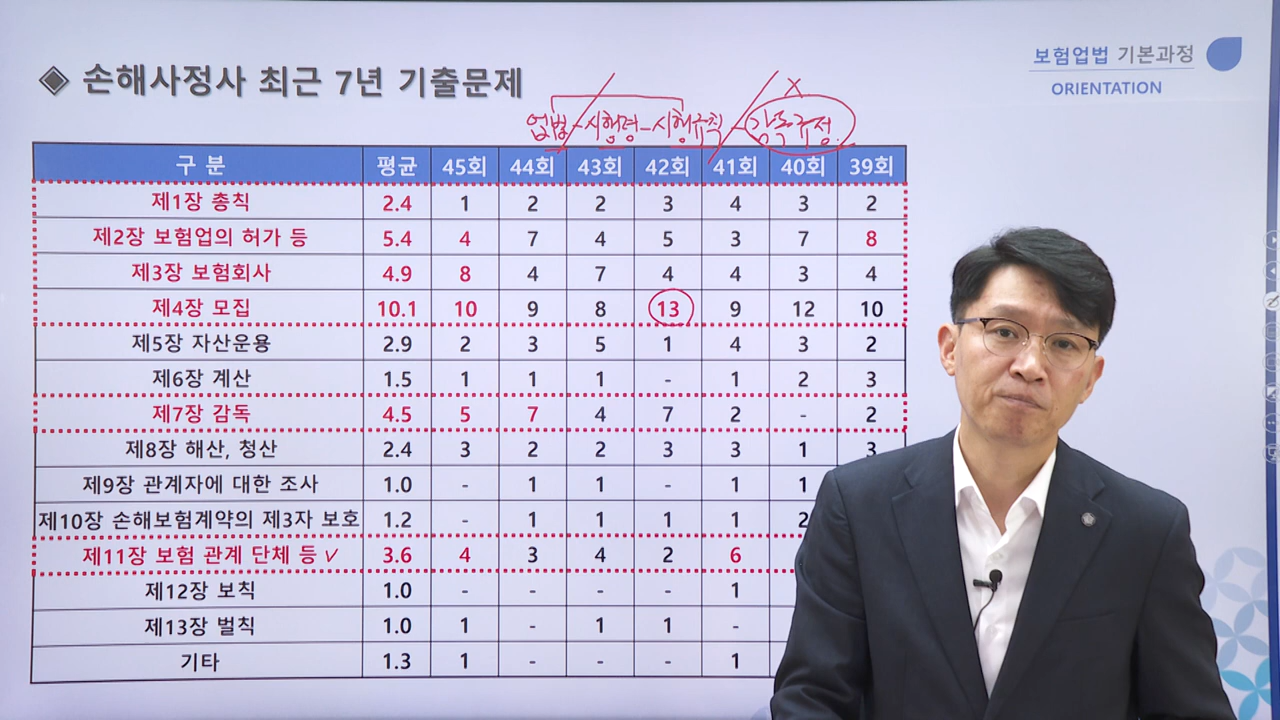 보험업법 기본과정
ORIENTATION
◈ 손해사정사 최근 7년 기출문제
업법-시행령-시행규칙-감독규정.
구 분 평균 45회 44회 43회 42회 41회 40회 39회
제1장 총칙 2.4 1 2 2 3 4 3 2
제2장 보험업의 허가 등 5.4 4 7 4 5 3 7 8
제3장 보험회사 4.9 8 4 7 4 4 3 4
제4장 모집 10.1 10 9 8 13 9 12 10
제5장 자산운용 2.9 2 3 5 1 4 3 2
제6장 계산 1.5 1 1 1 - 1 2 3
제7장 감독 4.5 5 7 4 7 2 - 2
제8장 해산, 청산 2.4 3 2 2 3 3 1 3
제9장 관계자에 대한 조사 1.0 - 1 1 - 1 1
제10장 손해보험계약의 제3자 보호 1.2 - 1 1 1 1 2
제11장 보험 관계 단체 등 3.6 4 3 4 2 6
제12장 보칙 1.0 - - - - 1
제13장 벌칙 1.0 1 - 1 1 -
기타 1.3 1 - - - 1